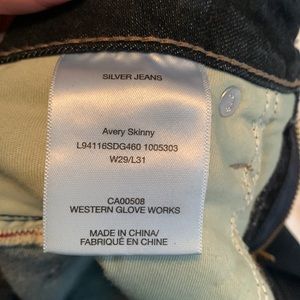 SILVER JEANS
Avery Skinny
L94116SDG460 1005303
W29/L31
CA00508
WESTERN GLOVE WORKS
MADE IN CHINA/
FABRIQUÉ EN CHINE